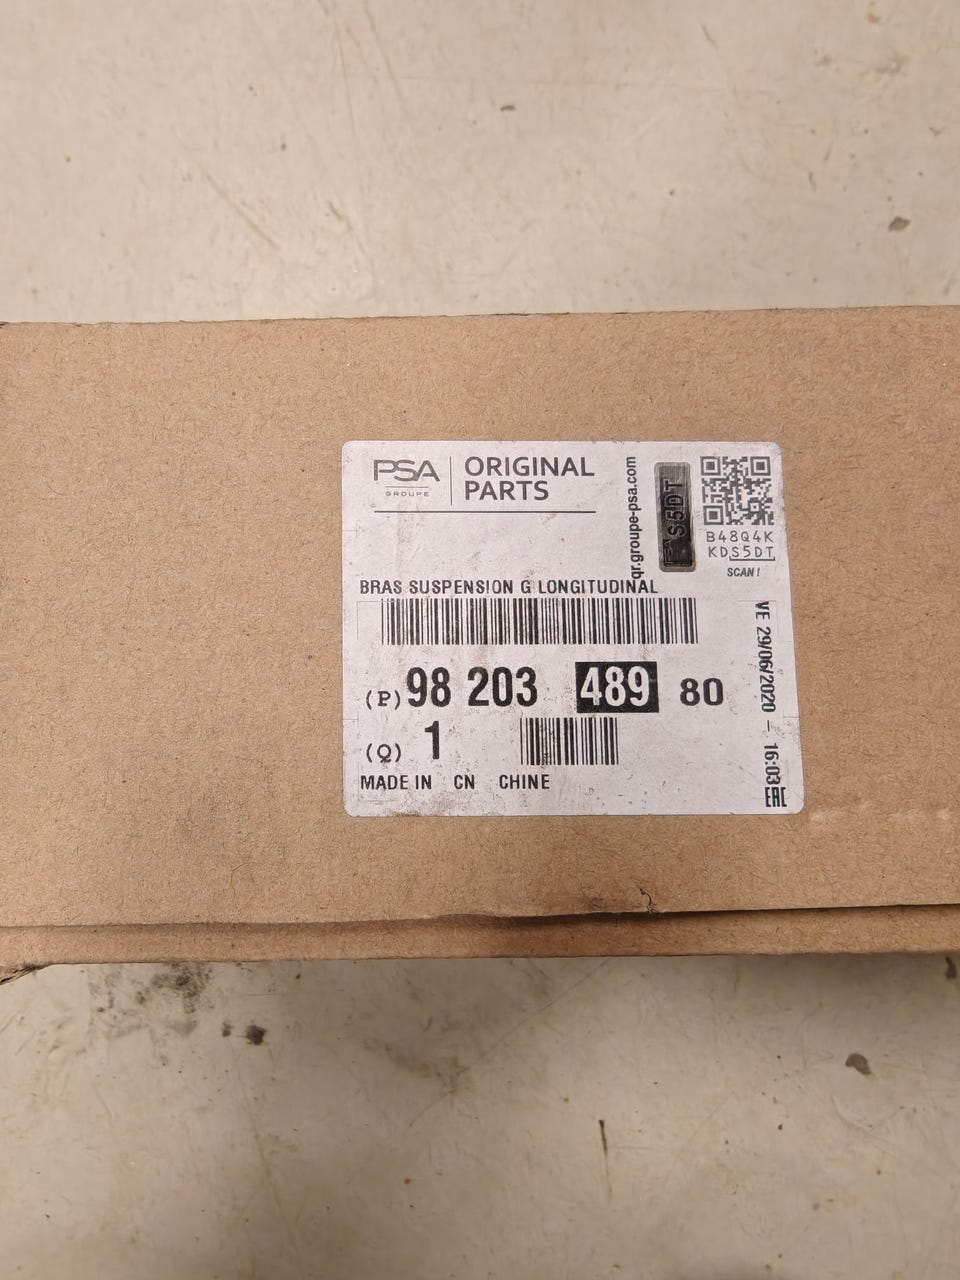 PSA
GROUPE
ORIGINAL
PARTS
qr.groupe-psa.com
S5DT
B48Q4K
KDS5DT
SCAN!
BRAS SUSPENSION G LONGITUDINAL
(P) 98 203 489 80
(Q) 1
MADE IN CN CHINE
VE 29/06/2020 - 16:03
EAC